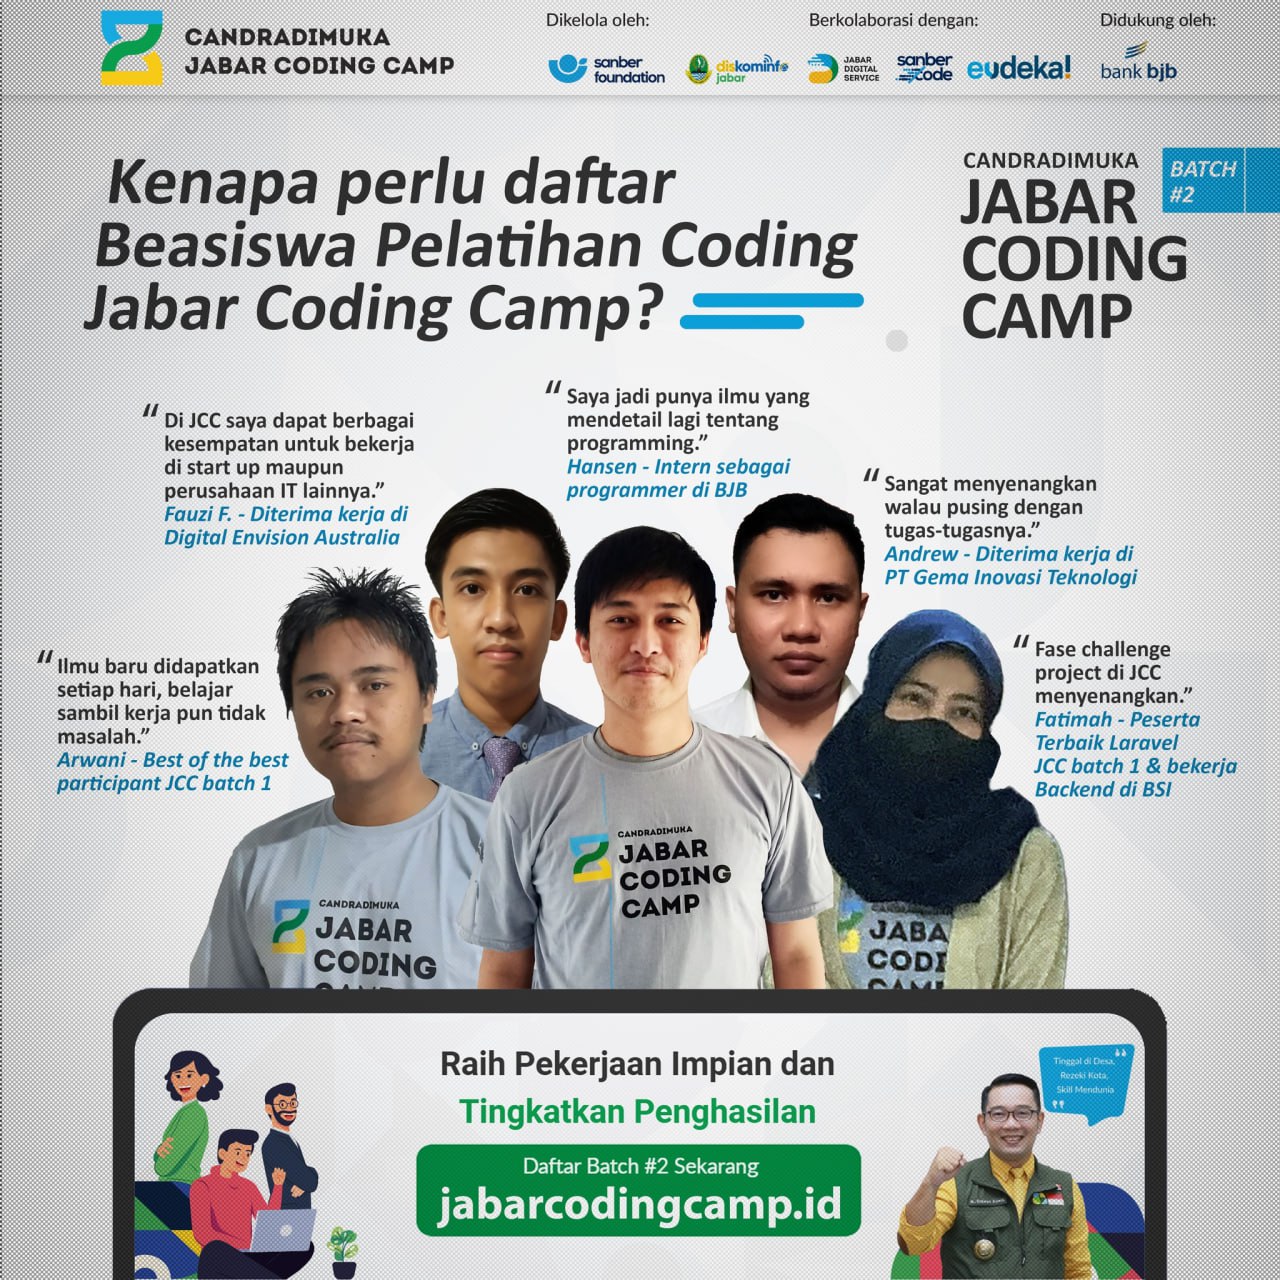 CANDRADIMUKA
JABAR CODING CAMP
Dikelola oleh:
sanber
foundation
diskominfo
jabar
Berkolaborasi dengan:
JABAR
DIGITAL
SERVICE
sanber
code
eudeka!
Didukung oleh:
bank bjb
Kenapa perlu daftar
Beasiswa Pelatihan Coding
Jabar Coding Camp?
CANDRADIMUKA
JABAR
CODING
CAMP
BATCH
#2
“Di JCC saya dapat berbagai
kesempatan untuk bekerja
di start up maupun
perusahaan IT lainnya.”
Fauzi F. - Diterima kerja di
Digital Envision Australia
“Saya jadi punya ilmu yang
mendetail lagi tentang
programming.”
Hansen - Intern sebagai
programmer di BJB
“Sangat menyenangkan
walau pusing dengan
tugas-tugasnya.”
Andrew - Diterima kerja di
PT Gema Inovasi Teknologi
“Ilmu baru didapatkan
setiap hari, belajar
sambil kerja pun tidak
masalah.”
Arwani - Best of the best
participant JCC batch 1
“Fase challenge
project di JCC
menyenangkan.”
Fatimah - Peserta
Terbaik Laravel
JCC batch 1 & bekerja
Backend di BSI
CANDRADIMUKA
JABAR
CODING
CAMP
CANDRADIMUKA
JABAR
CODING
CAMP
JABA
CODI
CAMP
Raih Pekerjaan Impian dan
Tingkatkan Penghasilan
Daftar Batch #2 Sekarang
jabarcodingcamp.id
Tinggal di Desa,
Rezeki Kota,
Skill Mendunia